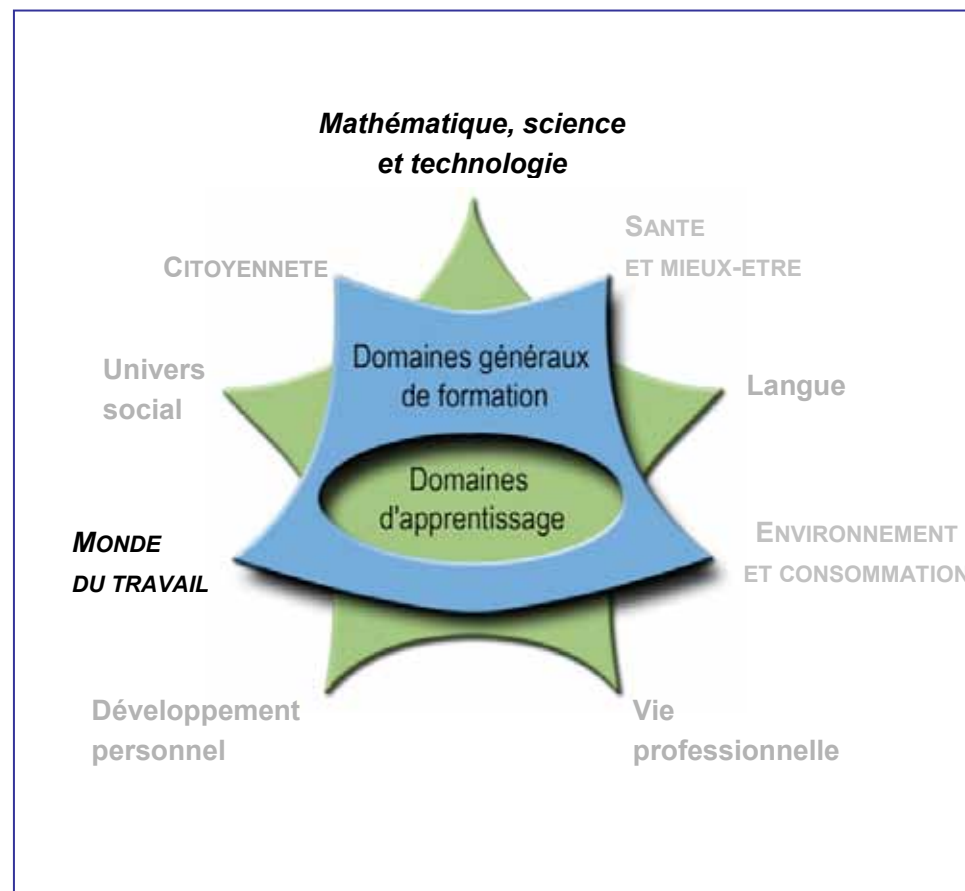 Mathématique, science
et technologie
SANTE
ET MIEUX-ETRE
CITOYENNETE
Domaines généraux
de formation
Univers
social
Langue
Domaines
d'apprentissage
MONDE
DU TRAVAIL
ENVIRONNEMENT
ET CONSOMMATION
Développement
personnel
Vie
professionnelle